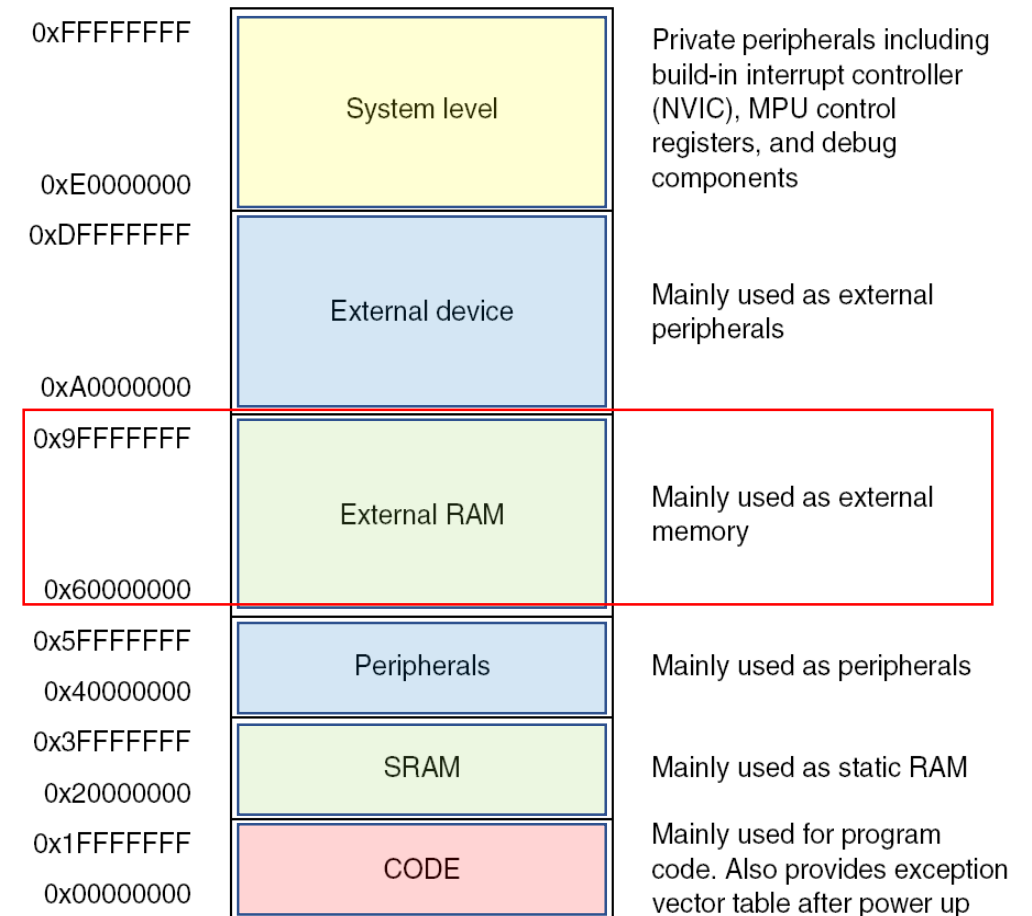 0xFFFFFFFF
System level
Private peripherals including
build-in interrupt controller
(NVIC), MPU control
registers, and debug
components
0xE0000000
0xDFFFFFFF
External device
Mainly used as external
peripherals
0xA0000000
0x9FFFFFFF
External RAM
Mainly used as external
memory
0x60000000
0x5FFFFFFF
Peripherals
Mainly used as peripherals
0x40000000
0x3FFFFFFF
SRAM
Mainly used as static RAM
0x20000000
0x1FFFFFFF
CODE
Mainly used for program
code. Also provides exception
vector table after power up
0x00000000